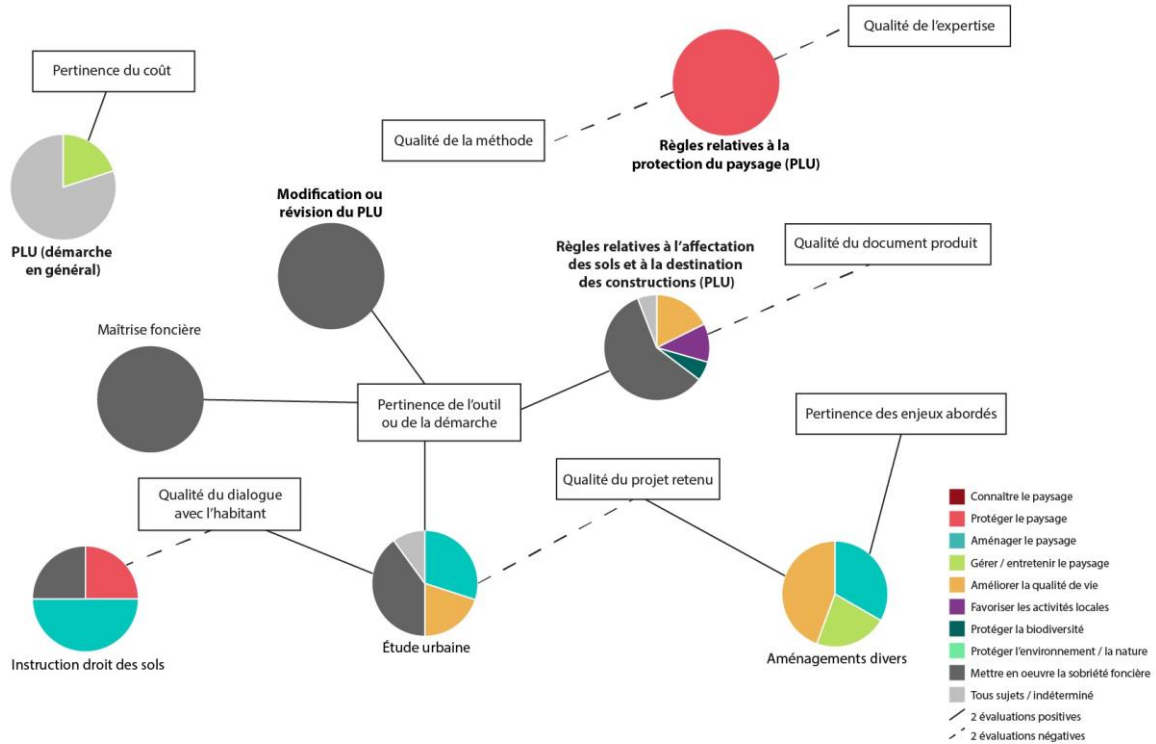 Qualité de l'expertise
Pertinence du coût
Qualité de la méthode
Règles relatives à la
protection du paysage (PLU)
Modification ou
révision du PLU
PLU (démarche
en général)
Règles relatives à l'affectation
des sols et à la destination
des constructions (PLU)
Qualité du document produit
Maîtrise foncière
Pertinence de l'outil
ou de la démarche
Pertinence des enjeux abordés
Qualité du dialogue
avec l'habitant
Qualité du projet retenu
Instruction droit des sols
Étude urbaine
Aménagements divers
Connaître le paysage
Protéger le paysage
Aménager le paysage
Gérer / entretenir le paysage
Améliorer la qualité de vie
Favoriser les activités locales
Protéger la biodiversité
Protéger l'environnement / la nature
Mettre en oeuvre la sobriété foncière
Tous sujets / indéterminé
2 évaluations positives
2 évaluations négatives